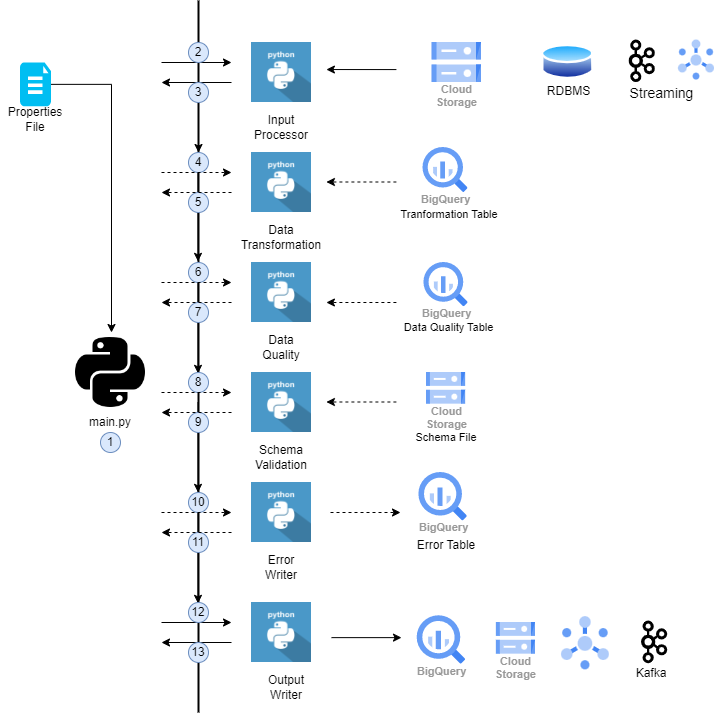 2
python
3
Input
Processor
Cloud
Storage
RDBMS
Streaming
Properties
File
4
python
5
Data
Transformation
BigQuery
Tranformation Table
6
python
7
Data
Quality
BigQuery
Data Quality Table
main.py
1
8
python
9
Schema
Validation
Cloud
Storage
Schema File
10
python
11
Error
Writer
BigQuery
Error Table
12
python
13
Output
Writer
BigQuery
Cloud
Storage
Kafka